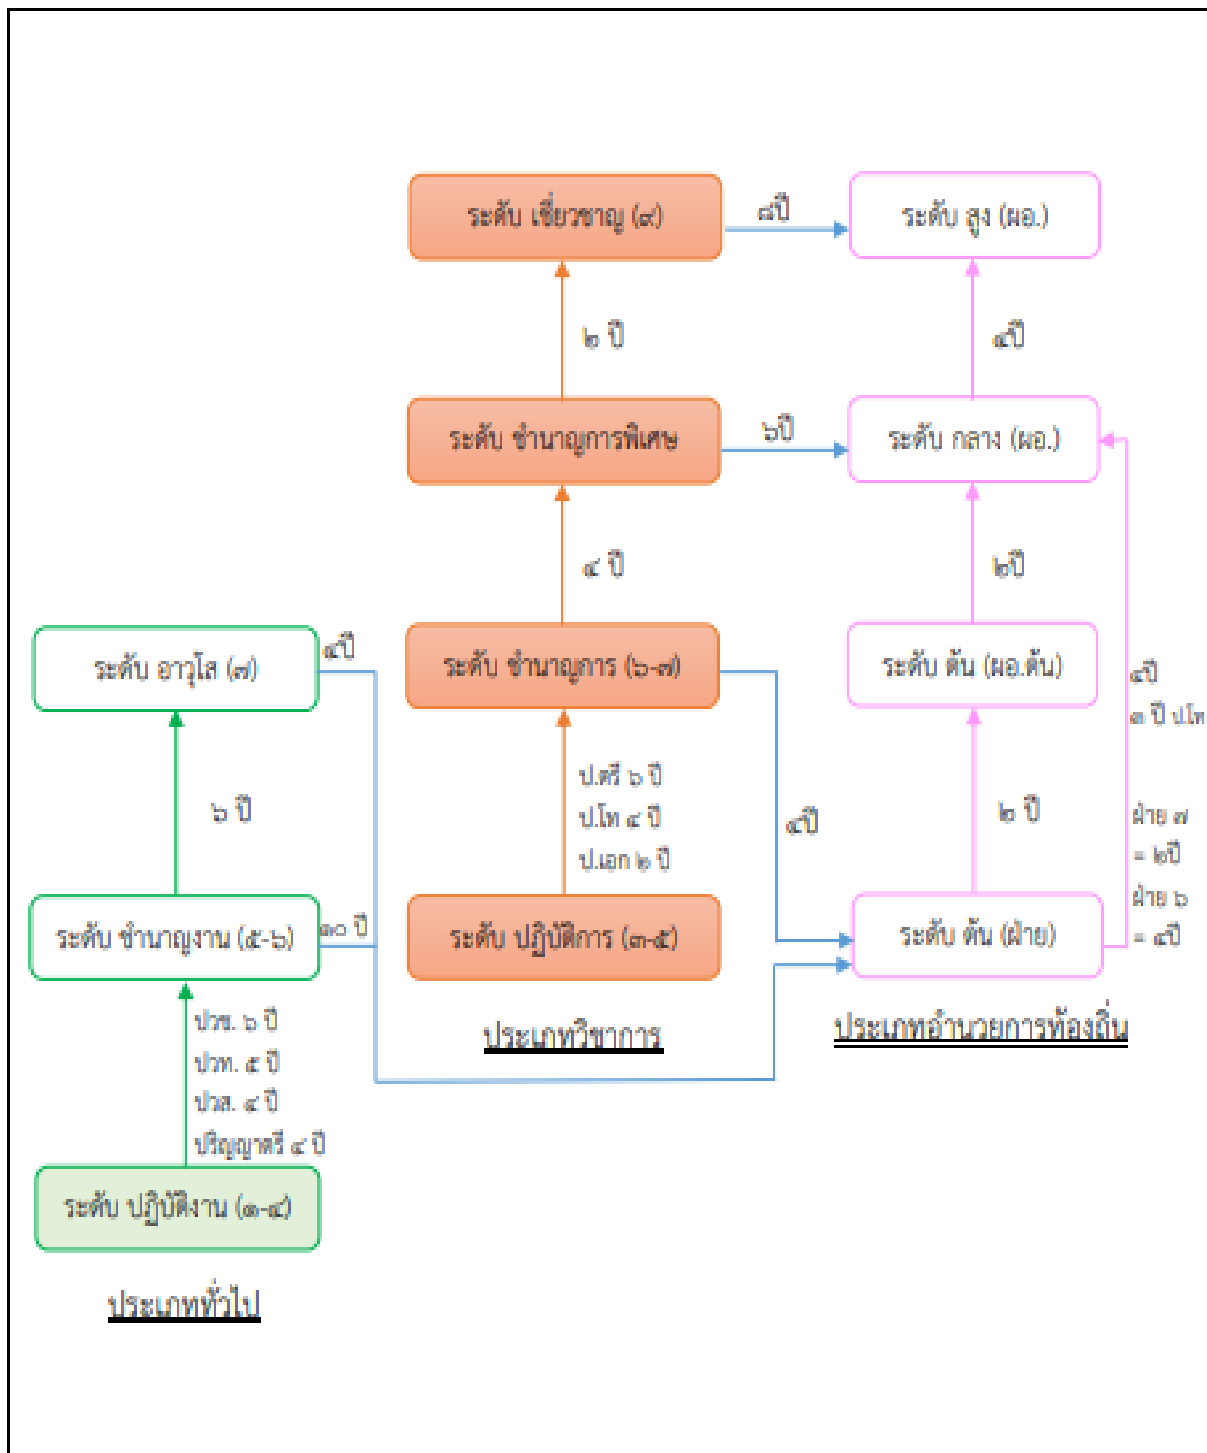 ระดับ เชี่ยวชาญ (๙)
๘ปี
ระดับ สูง (ผอ.)
๒ ปี
๔ปี
ระดับ ชำนาญการพิเศษ
๖ปี
ระดับ กลาง (ผอ.)
๔ ปี
๒ปี
ระดับ อาวุโส (๗)
๔ปี
ระดับ ชำนาญการ (๖-๗)
ระดับ ต้น (ผอ.ต้น)
๔ปี
๓ ปี ป.โท
๖ ปี
ป.ตรี ๖ ปี
ป.โท ๔ ปี
ป.เอก ๒ ปี
๔ปี
๒ ปี
ฝ่าย ๗
= ๒ปี
ฝ่าย ๖
= ๔ปี
ระดับ ชำนาญงาน (๕-๖)
๑๐ ปี
ระดับ ปฏิบัติการ (๓-๕)
ระดับ ต้น (ฝ่าย)
ปวช. ๖ ปี
ปวท. ๕ ปี
ปวส. ๔ ปี
ปริญญาตรี ๔ ปี
ประเภทวิชาการ
ประเภทอำนวยการท้องถิ่น
ระดับ ปฏิบัติงาน (๑-๔)
ประเภททั่วไป